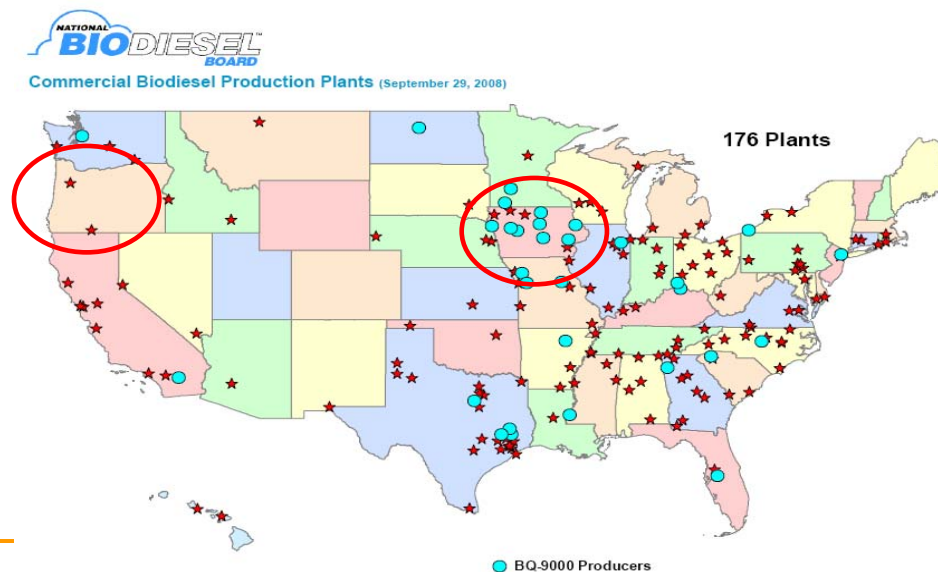 NATIONAL
BIODIESEL
BOARD
Commercial Biodiesel Production Plants (September 29, 2008)
176 Plants
BQ-9000 Producers